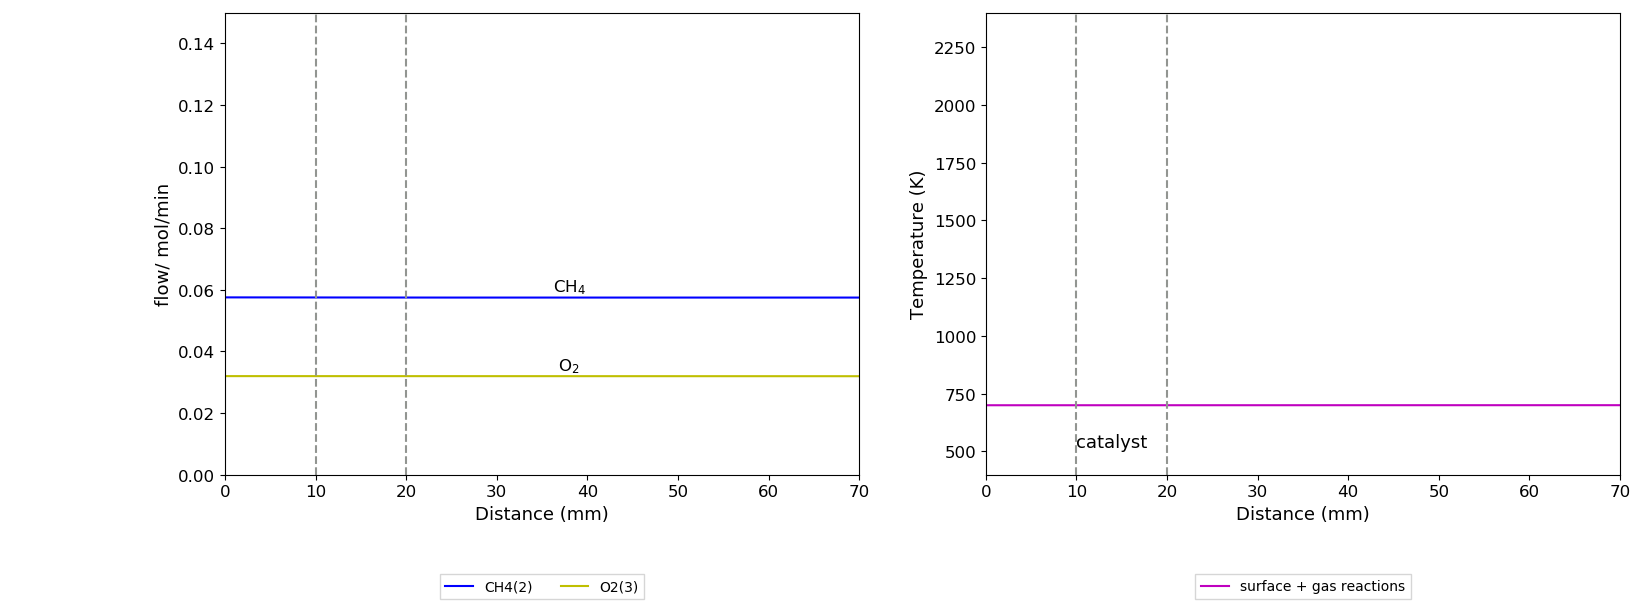 0.14
0.12
0.10
0.08
0.06
0.04
0.02
0.00
flow/ mol/min
CH₄
O₂
0 10 20 30 40 50 60 70
Distance (mm)
CH4(2) O2(3)
2250
2000
1750
1500
1250
1000
750
500
Temperature (K)
catalyst
0 10 20 30 40 50 60 70
Distance (mm)
surface + gas reactions